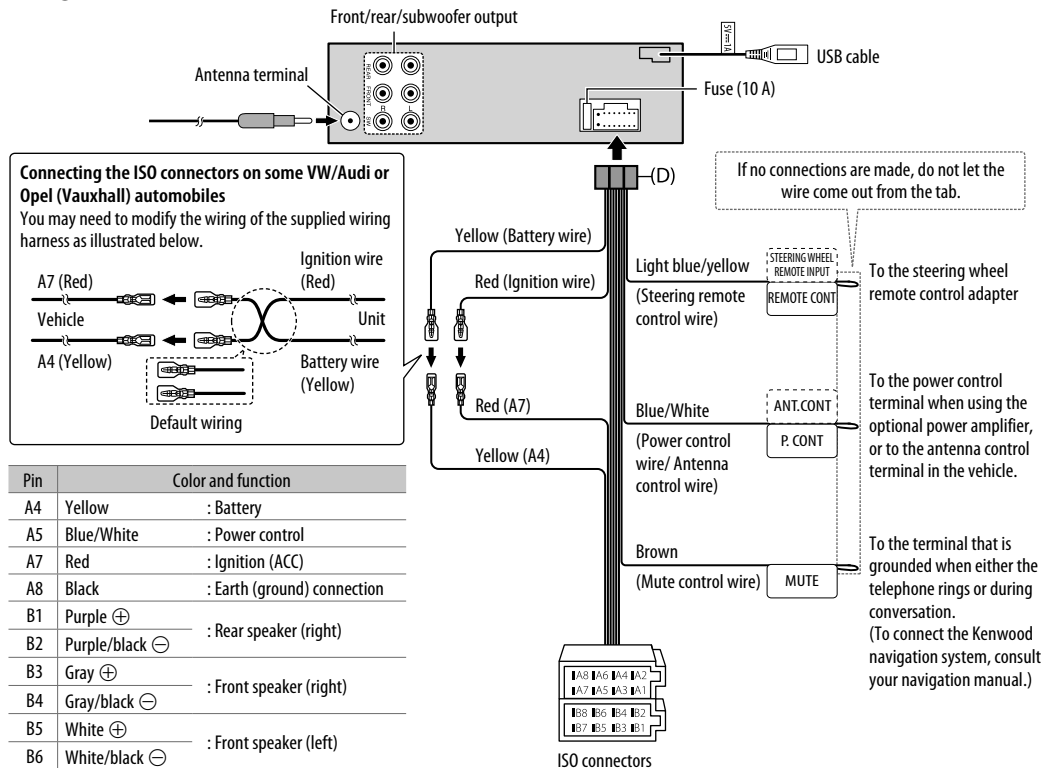 Front/rear/subwoofer output
Antenna terminal
REAR
FRONT
SW
R
L
5V⎓1A
USB cable
Fuse (10 A)
(D)
Connecting the ISO connectors on some VW/Audi or
Opel (Vauxhall) automobiles
You may need to modify the wiring of the supplied wiring
harness as illustrated below.
A7 (Red)
Ignition wire
(Red)
Vehicle
Unit
A4 (Yellow)
Battery wire
(Yellow)
Default wiring
Yellow (Battery wire)
Red (Ignition wire)
Red (A7)
Yellow (A4)
If no connections are made, do not let the
wire come out from the tab.
Light blue/yellow
(Steering remote
control wire)
STEERING WHEEL
REMOTE INPUT
REMOTE CONT
To the steering wheel
remote control adapter
Blue/White
(Power control
wire/ Antenna
control wire)
ANT.CONT
P. CONT
To the power control
terminal when using the
optional power amplifier,
or to the antenna control
terminal in the vehicle.
Brown
(Mute control wire)
MUTE
To the terminal that is
grounded when either the
telephone rings or during
conversation.
(To connect the Kenwood
navigation system, consult
your navigation manual.)
Pin Color and function
A4 Yellow : Battery
A5 Blue/White : Power control
A7 Red : Ignition (ACC)
A8 Black : Earth (ground) connection
B1 Purple ⊕ : Rear speaker (right)
B2 Purple/black ⊖
B3 Gray ⊕ : Front speaker (right)
B4 Gray/black ⊖
B5 White ⊕ : Front speaker (left)
B6 White/black ⊖
A8 A6 A4 A2
A7 A5 A3 A1
B8 B6 B4 B2
B7 B5 B3 B1
ISO connectors